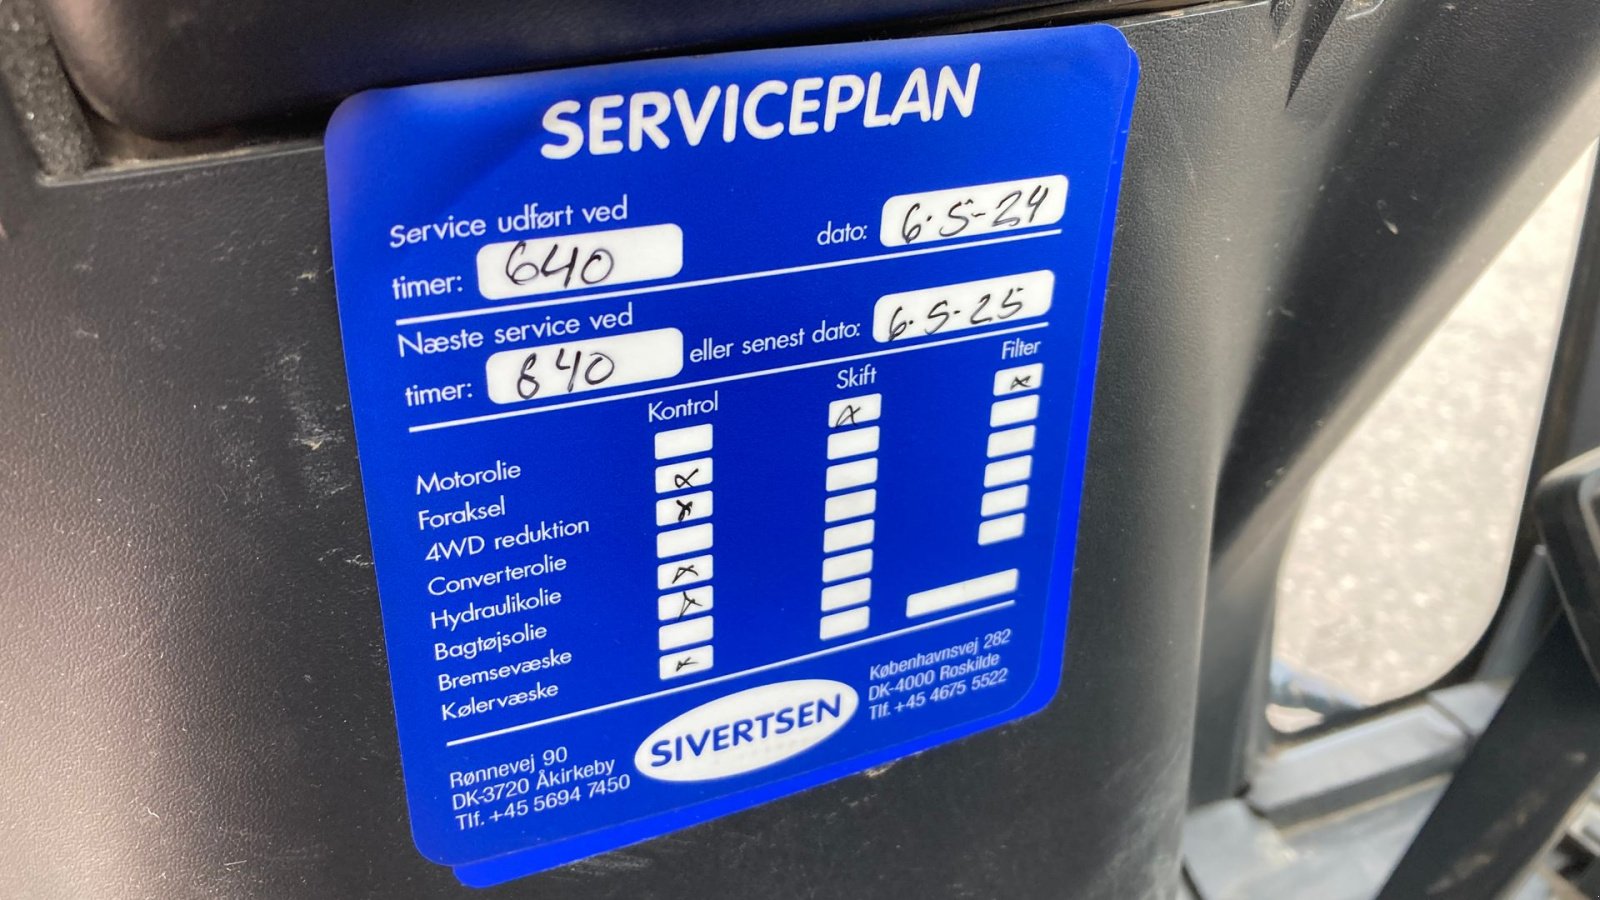 SERVICEPLAN
Service udført ved
timer: 640 dato: 6.5-24
Næste service ved
timer: 840 eller senest dato: 6.5.25
Kontrol Skift Filter
Motorolie x x
Foraksel x
4WD reduktion x
Converterolie
Hydraulikolie x
Bagtøjsolie x
Bremsevæske
Kølervæske x
Rønnevej 90
DK-3720 Åkirkeby
Tlf. +45 5694 7450
SIVERTSEN
Københavnsvej 282
DK-4000 Roskilde
Tlf. +45 4675 5522